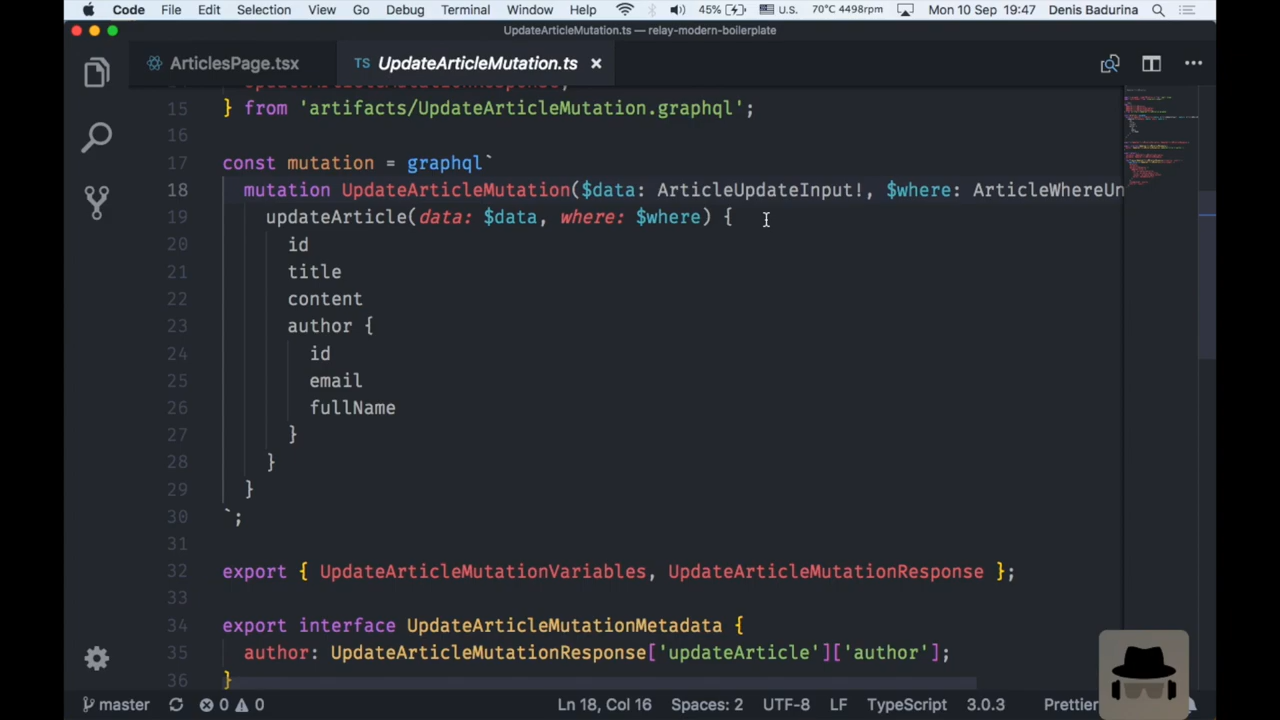 Code File Edit Selection View Go Debug Terminal Window Help 45% U.S. 70°C 4498rpm Mon 10 Sep 19:47 Denis Badurina
UpdateArticleMutation.ts — relay-modern-boilerplate
ArticlesPage.tsx TS UpdateArticleMutation.ts ×
UpdateArticleMutationResponse,
15 } from 'artifacts/UpdateArticleMutation.graphql';
16
17 const mutation = graphql`
18 mutation UpdateArticleMutation($data: ArticleUpdateInput!, $where: ArticleWhereUn
19 updateArticle(data: $data, where: $where) {
20 id
21 title
22 content
23 author {
24 id
25 email
26 fullName
27 }
28 }
29 }
30 `;
31
32 export { UpdateArticleMutationVariables, UpdateArticleMutationResponse };
33
34 export interface UpdateArticleMutationMetadata {
35 author: UpdateArticleMutationResponse['updateArticle']['author'];
36 }
master 0 0 Ln 18, Col 16 Spaces: 2 UTF-8 LF TypeScript 3.0.3 Prettier